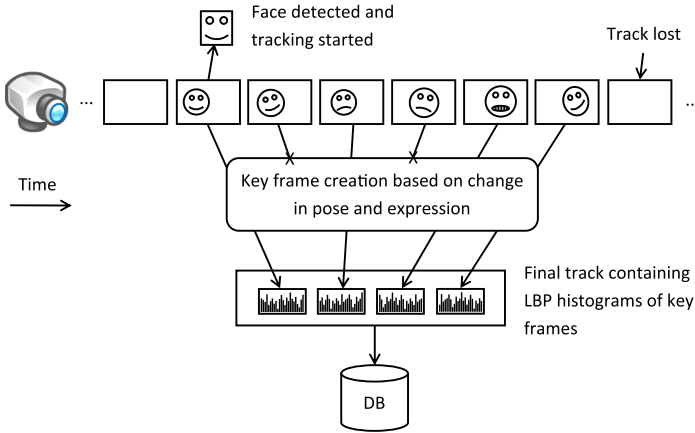 Face detected and
tracking started
Track lost
...
..
Time
Key frame creation based on change
in pose and expression
Final track containing
LBP histograms of key
frames
DB